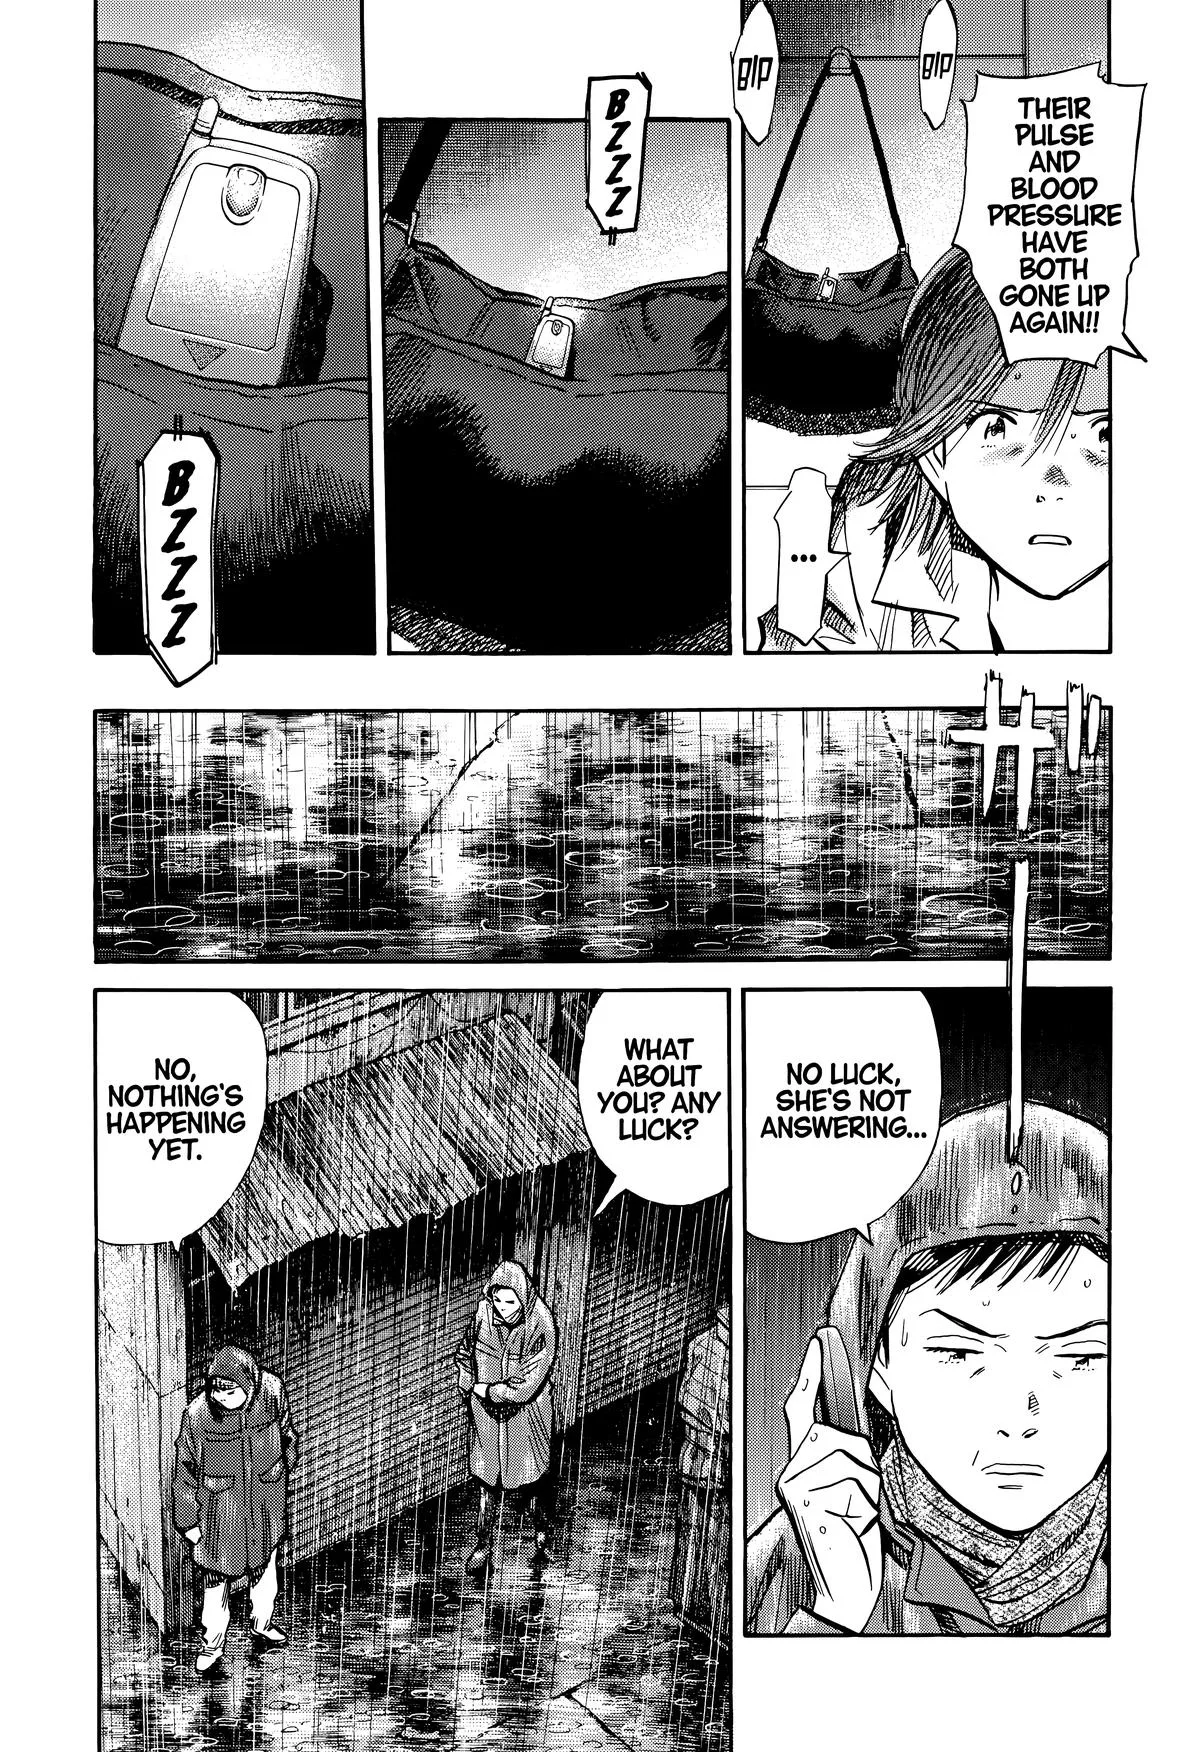 BIP
BIP
THEIR
PULSE
AND
BLOOD
PRESSURE
HAVE
BOTH
GONE UP
AGAIN!!
...
BZZZ
BZZZ
ザ
NO LUCK,
SHE'S NOT
ANSWERING...
WHAT
ABOUT
YOU? ANY
LUCK?
NO,
NOTHING'S
HAPPENING
YET.